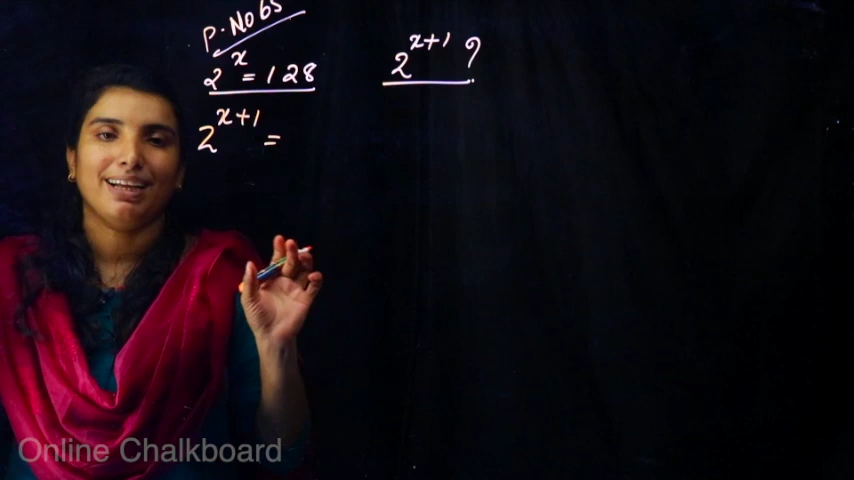 P. No 65
2^x = 128
2^{x+1} ?
2^{x+1} =
Online Chalkboard